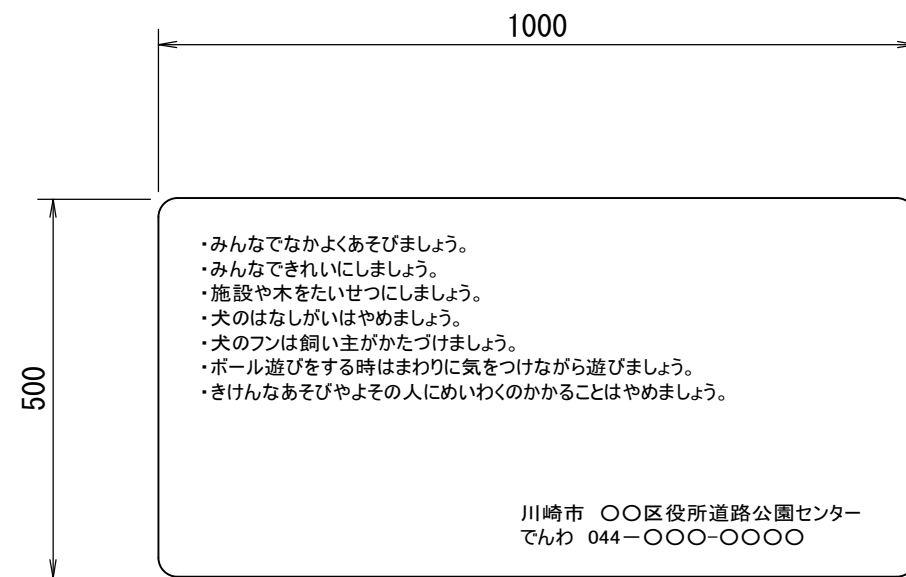 1000
500
・みんなでなかよくあそびましょう。
・みんなできれいにしましょう。
・施設や木をたいせつにしましょう。
・犬のはなしがいはやめましょう。
・犬のフンは飼い主がかたづけましょう。
・ボール遊びをする時はまわりに気をつけながら遊びましょう。
・きけんなあそびやよその人にめいわくのかかることはやめましょう。
川崎市 〇〇区役所道路公園センター
でんわ 044－〇〇〇-〇〇〇〇